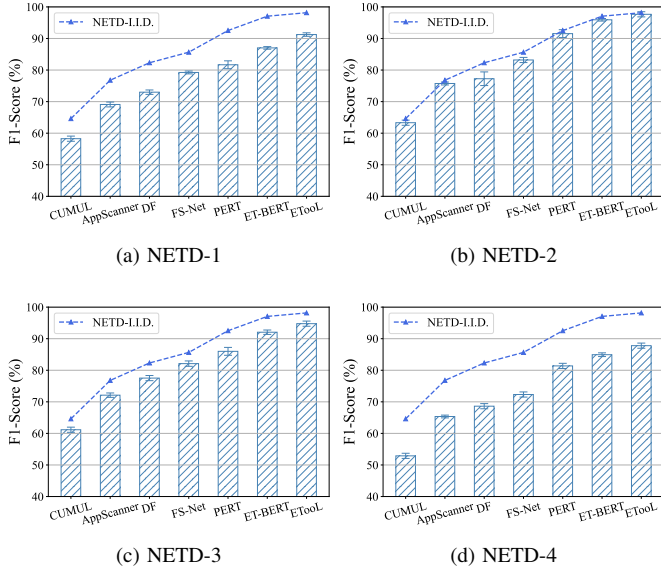 100
90
80
70
60
50
40
F1-Score (%)
NETD-I.I.D.
CUMUL
AppScanner
DF
FS-Net
PERT
ET-BERT
ETooL
(a) NETD-1
100
90
80
70
60
50
40
F1-Score (%)
NETD-I.I.D.
CUMUL
AppScanner
DF
FS-Net
PERT
ET-BERT
ETooL
(b) NETD-2
100
90
80
70
60
50
40
F1-Score (%)
NETD-I.I.D.
CUMUL
AppScanner
DF
FS-Net
PERT
ET-BERT
ETooL
(c) NETD-3
100
90
80
70
60
50
40
F1-Score (%)
NETD-I.I.D.
CUMUL
AppScanner
DF
FS-Net
PERT
ET-BERT
ETooL
(d) NETD-4